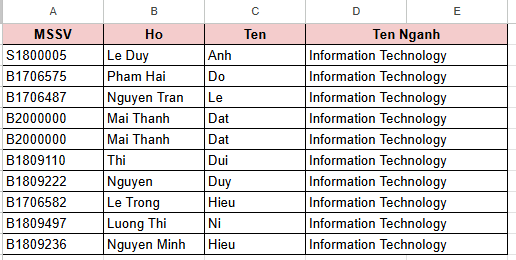 A B C D E
MSSV Ho Ten Ten Nganh
S1800005 Le Duy Anh Information Technology
B1706575 Pham Hai Do Information Technology
B1706487 Nguyen Tran Le Information Technology
B2000000 Mai Thanh Dat Information Technology
B2000000 Mai Thanh Dat Information Technology
B1809110 Thi Dui Information Technology
B1809222 Nguyen Duy Information Technology
B1706582 Le Trong Hieu Information Technology
B1809497 Luong Thi Ni Information Technology
B1809236 Nguyen Minh Hieu Information Technology